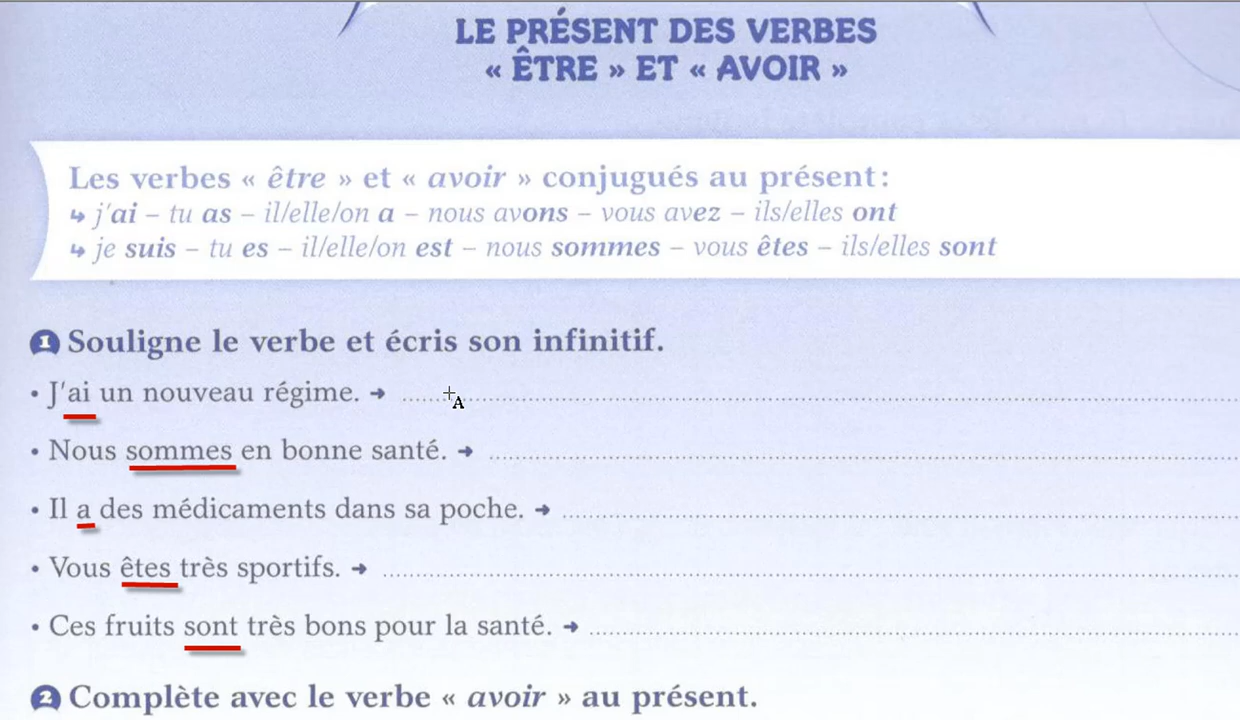 LE PRÉSENT DES VERBES
« ÊTRE » ET « AVOIR »
Les verbes « être » et « avoir » conjugués au présent :
↳ j'ai – tu as – il/elle/on a – nous avons – vous avez – ils/elles ont
↳ je suis – tu es – il/elle/on est – nous sommes – vous êtes – ils/elles sont
1 Souligne le verbe et écris son infinitif.
• J'ai un nouveau régime. → ..........
• Nous sommes en bonne santé. → ..........
• Il a des médicaments dans sa poche. → ..........
• Vous êtes très sportifs. → ..........
• Ces fruits sont très bons pour la santé. → ..........
2 Complète avec le verbe « avoir » au présent.